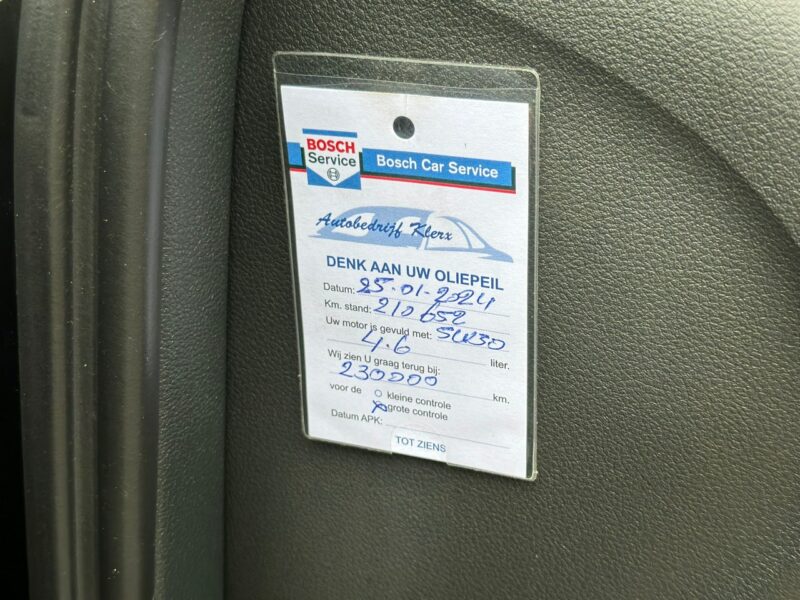 BOSCH
Service
Bosch Car Service
Autobedrijf Klerx
DENK AAN UW OLIEPEIL
Datum: 25-01-2024
Km. stand: 210652
Uw motor is gevuld met: 5W30
4.6 liter.
Wij zien U graag terug bij:
230000 km.
voor de kleine controle
grote controle
Datum APK:
TOT ZIENS